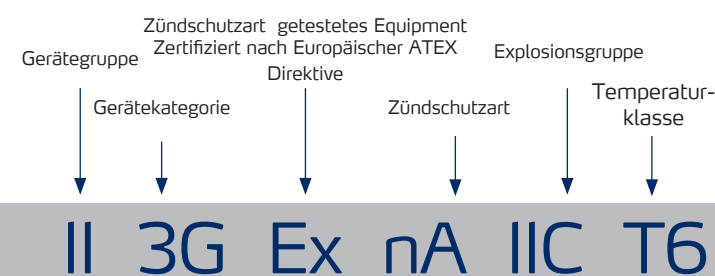 Zündschutzart getestetes Equipment
Zertifiziert nach Europäischer ATEX
Direktive
Gerätegruppe
Explosionsgruppe
Gerätekategorie
Zündschutzart
Temperatur-
klasse
II 3G Ex nA IIC T6